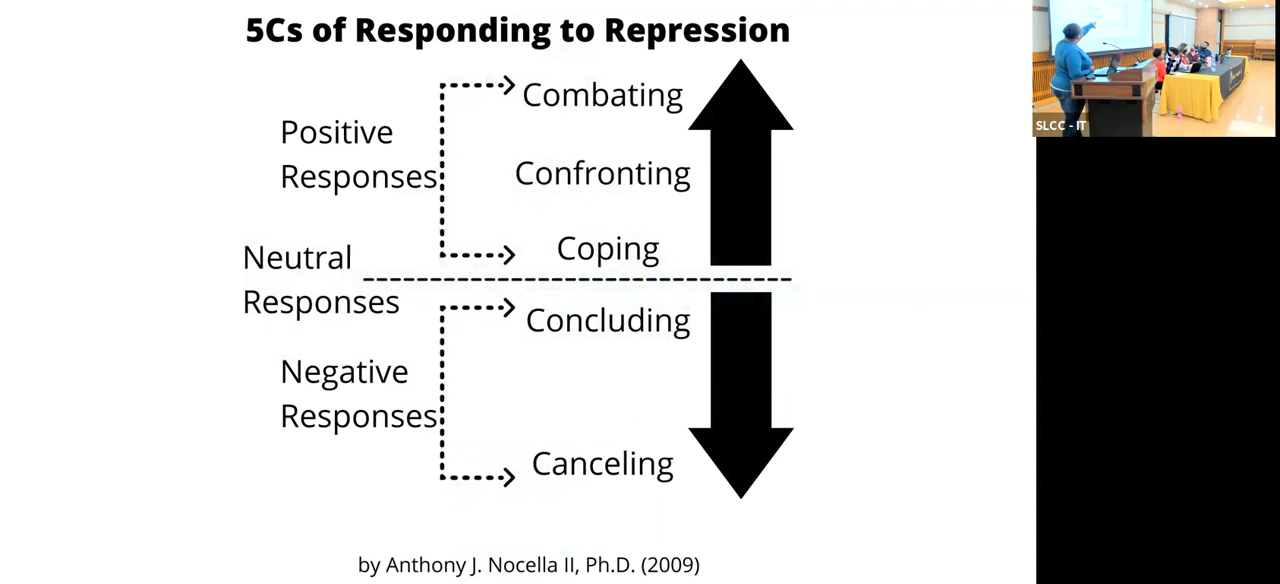 5Cs of Responding to Repression
Combating
Positive
Responses
Confronting
Coping
Neutral
Responses
Concluding
Negative
Responses
Canceling
by Anthony J. Nocella II, Ph.D. (2009)
SLCC - IT